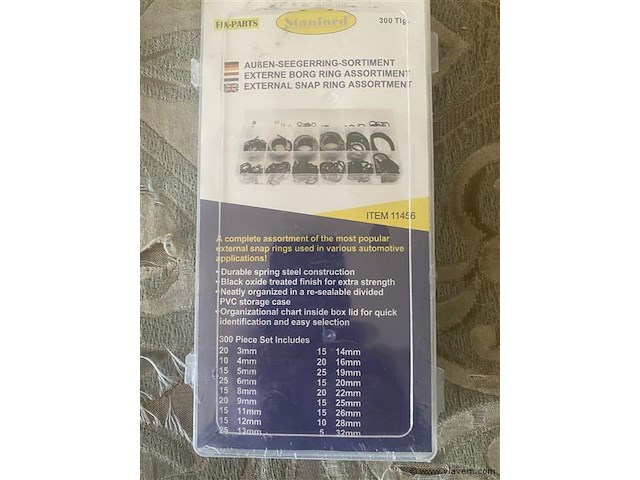 FIX-PARTS
Stanford
300 Tlg.
AUßEN-SEEGERRING-SORTIMENT
EXTERNE BORG RING ASSORTIMENT
EXTERNAL SNAP RING ASSORTMENT
ITEM 11456
A complete assortment of the most popular
external snap rings used in various automotive
applications!
• Durable spring steel construction
• Black oxide treated finish for extra strength
• Neatly organized in a re-sealable divided
PVC storage case
• Organizational chart inside box lid for quick
identification and easy selection
300 Piece Set Includes
20 3mm 15 14mm
10 4mm 20 16mm
15 5mm 25 19mm
25 6mm 15 20mm
15 8mm 20 22mm
20 9mm 15 25mm
15 11mm 15 26mm
15 12mm 10 28mm
25 13mm 5 32mm
© www.vlavem.com